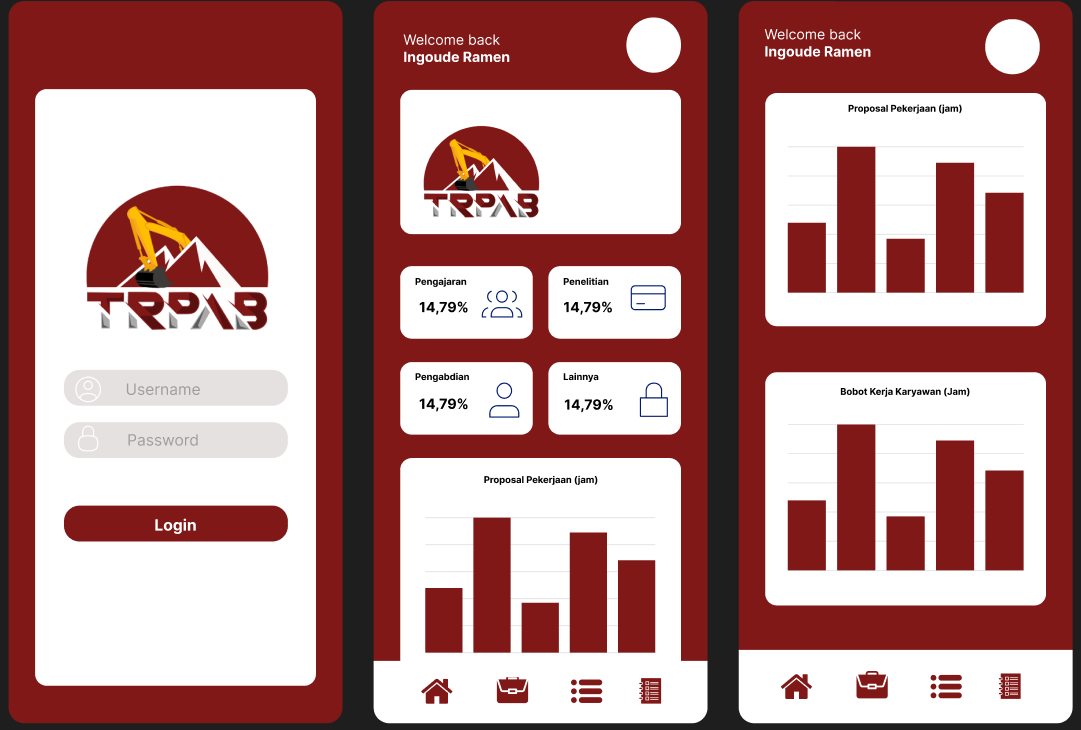 TRPAB
Username
Password
Login
Welcome back
Ingoude Ramen
TRPAB
Pengajaran
14,79%
Penelitian
14,79%
Pengabdian
14,79%
Lainnya
14,79%
Proposal Pekerjaan (jam)
Welcome back
Ingoude Ramen
Proposal Pekerjaan (jam)
Bobot Kerja Karyawan (Jam)